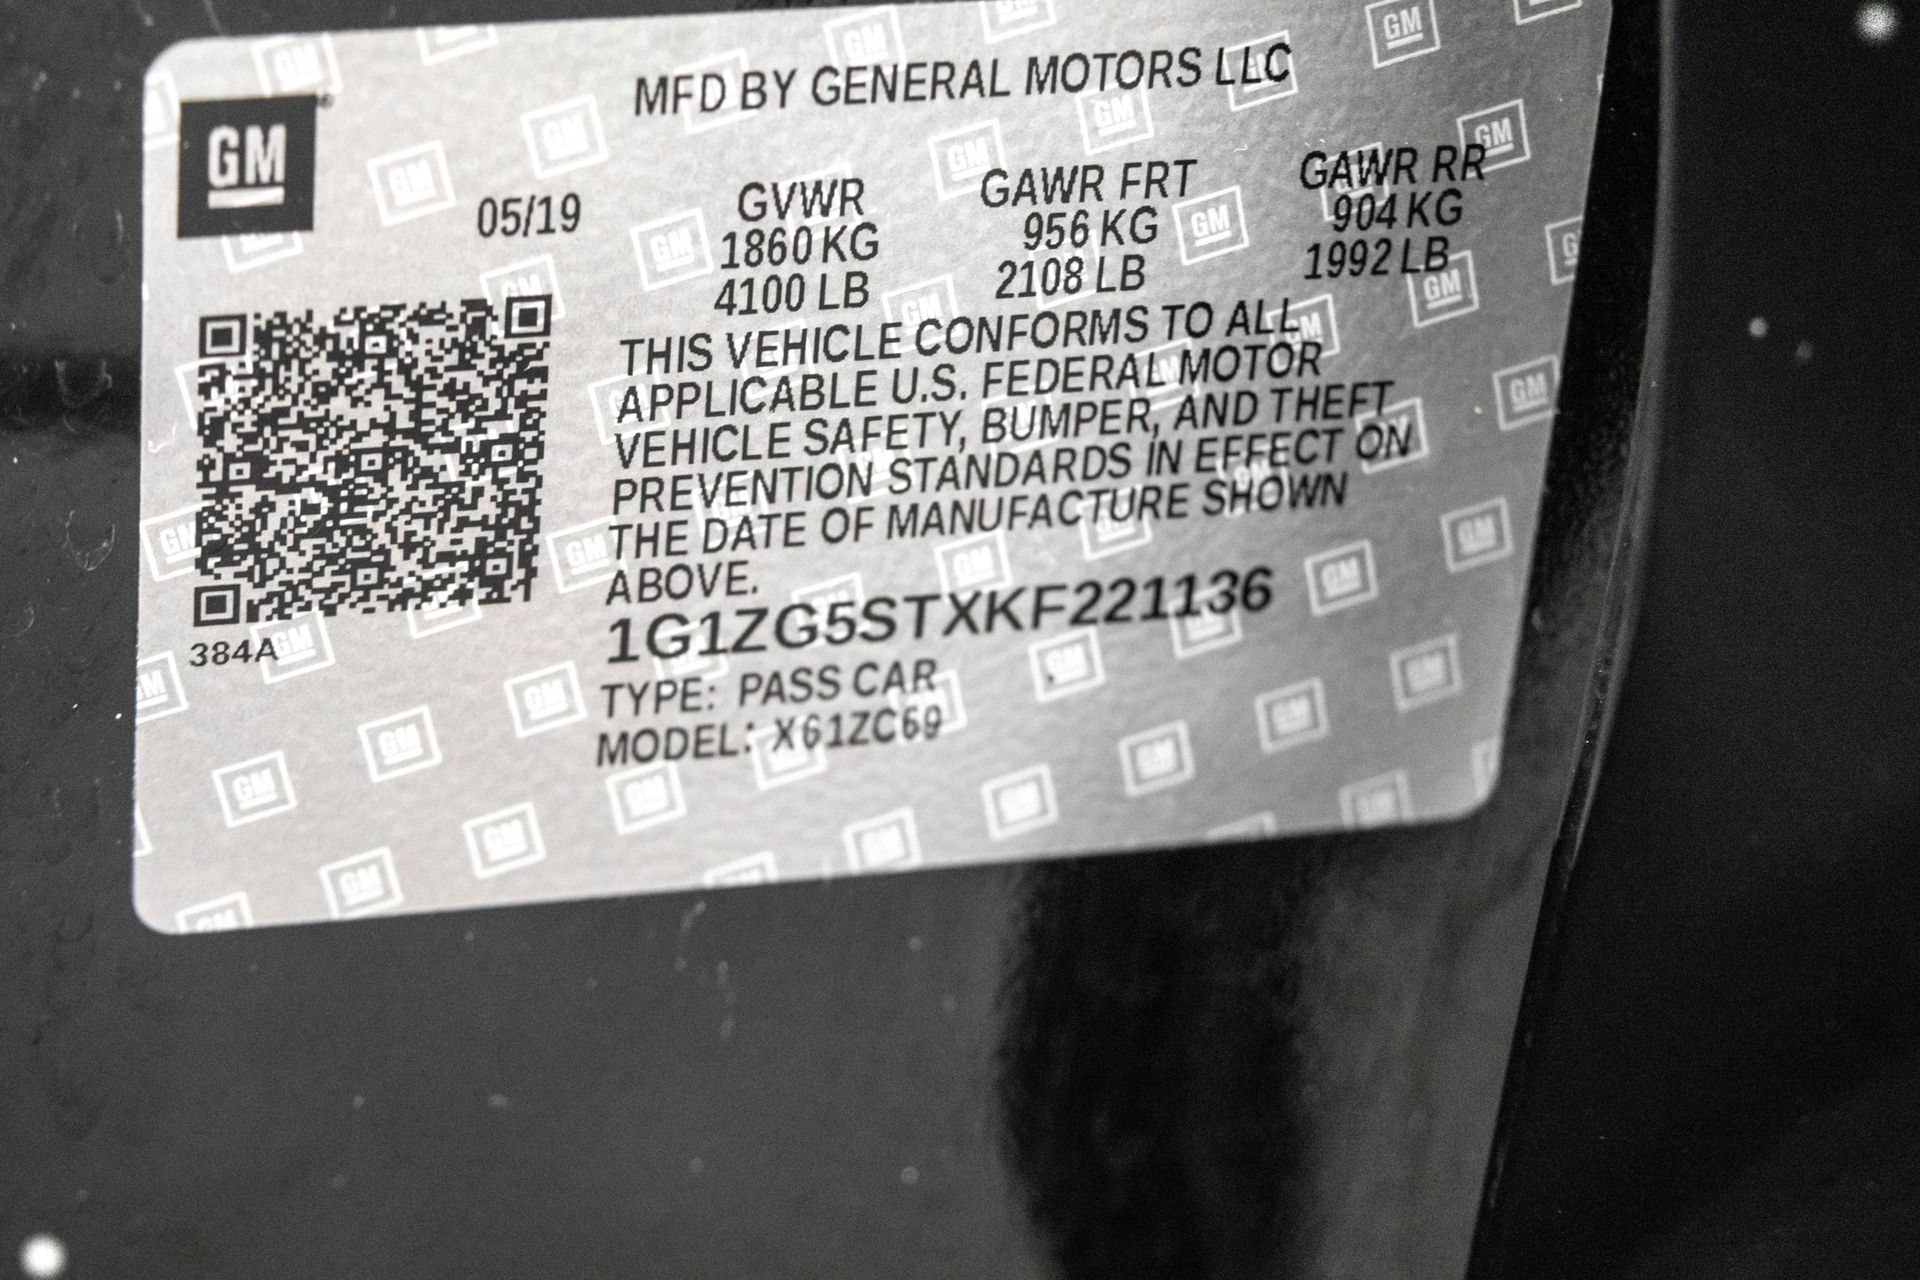 GM
MFD BY GENERAL MOTORS LLC
05/19
GVWR
1860 KG
4100 LB
GAWR FRT
956 KG
2108 LB
GAWR RR
904 KG
1992 LB
THIS VEHICLE CONFORMS TO ALL
APPLICABLE U.S. FEDERAL MOTOR
VEHICLE SAFETY, BUMPER, AND THEFT
PREVENTION STANDARDS IN EFFECT ON
THE DATE OF MANUFACTURE SHOWN
ABOVE.
1G1ZG5STXKF221136
TYPE: PASS CAR
MODEL: X61ZC69
384A